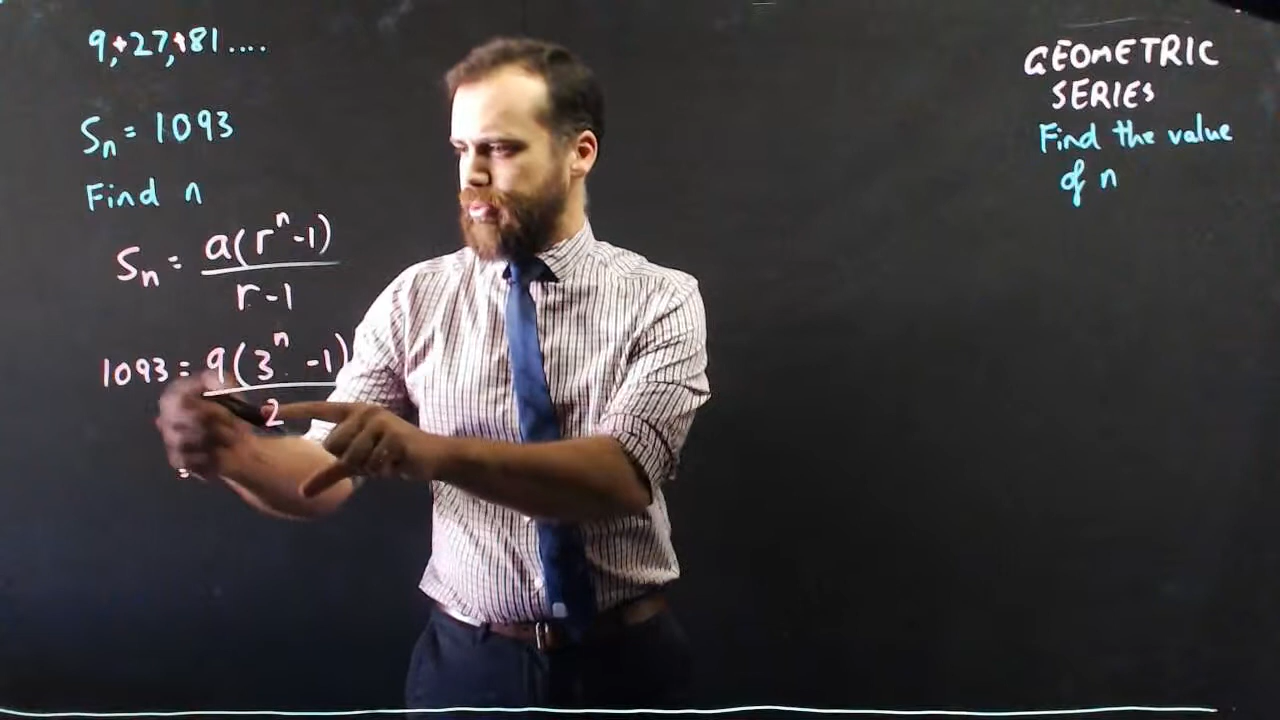 9,+27,+81....
Sn = 1093
Find n
Sn = a(r^n-1)
r-1
1093 = 9(3^n -1)
2
=
GEOMETRIC
SERIES
Find the value
of n